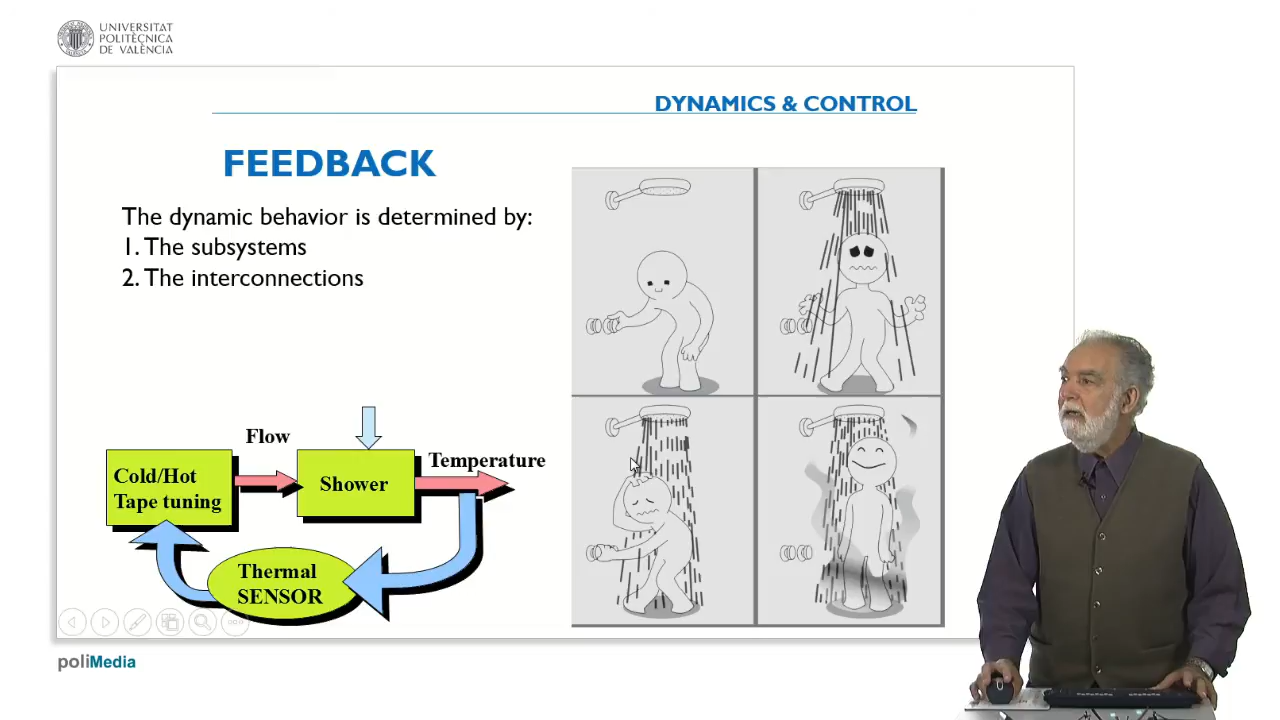 UNIVERSITAT
POLITÈCNICA
DE VALÈNCIA
DYNAMICS & CONTROL
FEEDBACK
The dynamic behavior is determined by:
1. The subsystems
2. The interconnections
Flow
Temperature
Cold/Hot
Tape tuning
Shower
Thermal
SENSOR
poliMedia